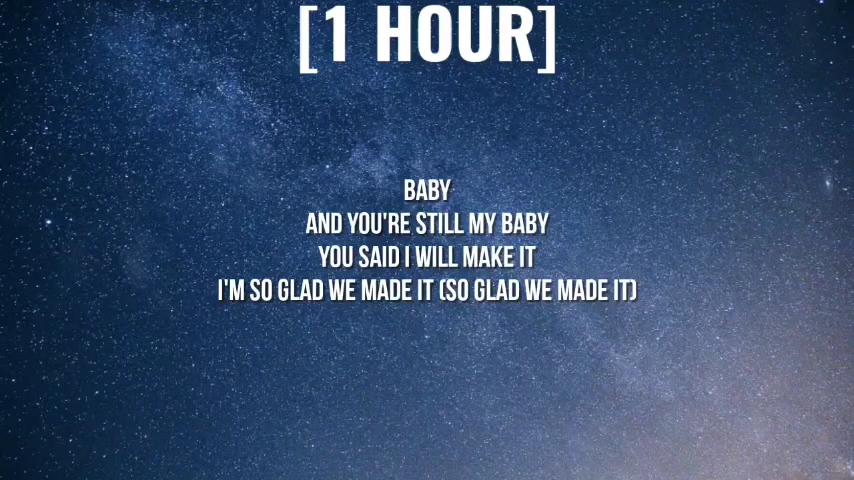 [1 HOUR]
BABY
AND YOU'RE STILL MY BABY
YOU SAID I WILL MAKE IT
I'M SO GLAD WE MADE IT (SO GLAD WE MADE IT)